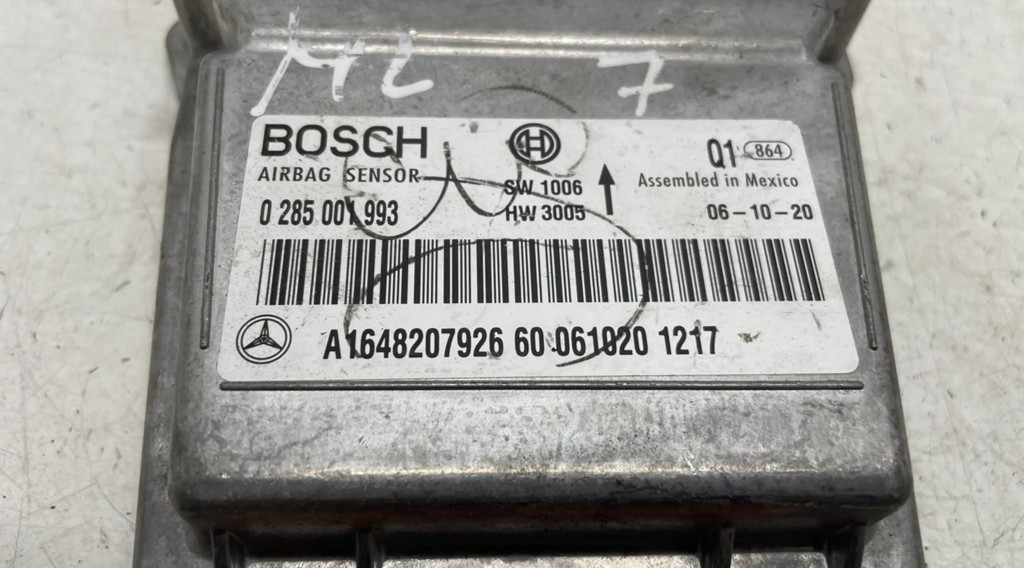 ML 7
BOSCH
Q1 864
AIRBAG SENSOR
SW 1006
Assembled in Mexico
0 285 001 993
HW 3005
06-10-20
A1648207926 60 061020 1217